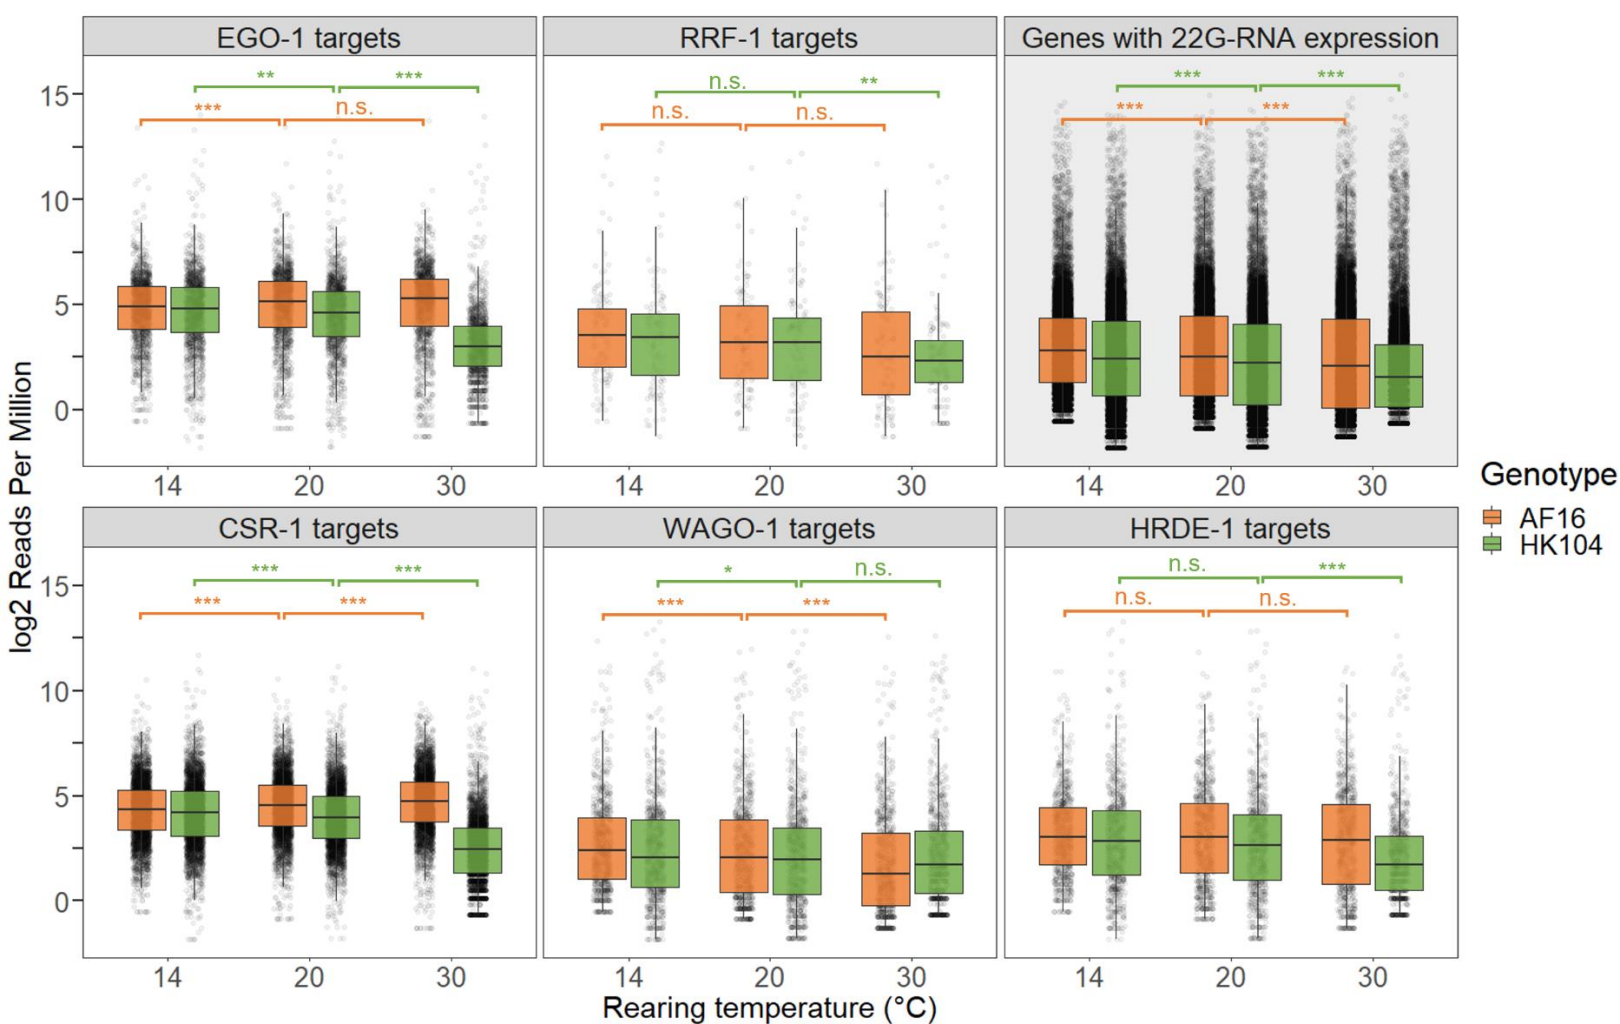 EGO-1 targets
RRF-1 targets
Genes with 22G-RNA expression
** ***
*** n.s.
n.s. **
n.s. n.s.
*** ***
*** ***
15
10
5
0
14 20 30
14 20 30
14 20 30
CSR-1 targets
WAGO-1 targets
HRDE-1 targets
*** ***
*** ***
* n.s.
*** ***
n.s. ***
n.s. n.s.
15
10
5
0
14 20 30
14 20 30
14 20 30
log2 Reads Per Million
Rearing temperature (°C)
Genotype
AF16
HK104